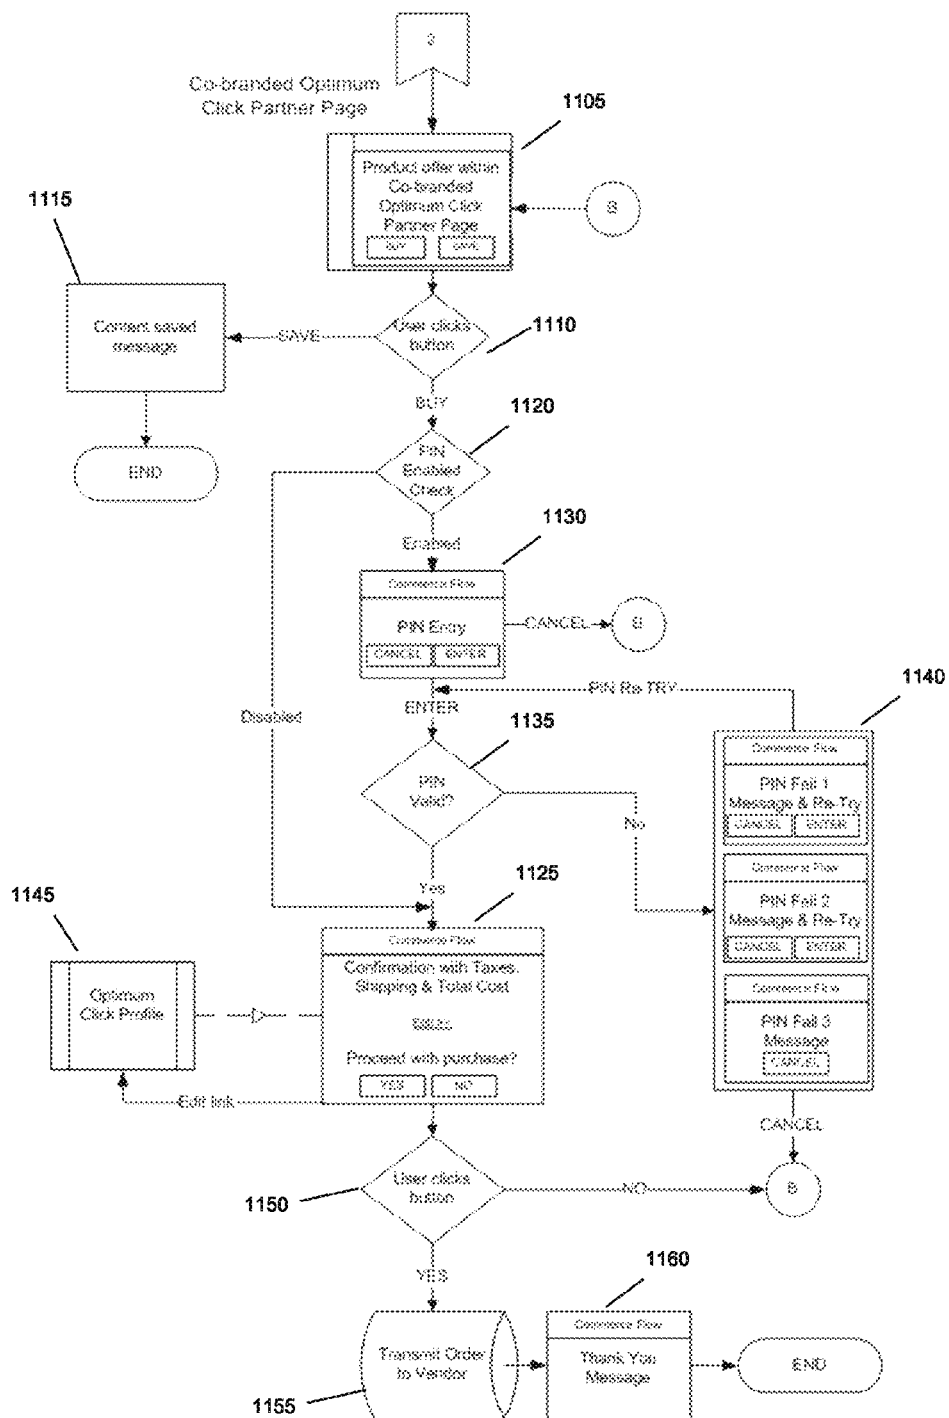 Co-branded Optimum
Click Partner Page
1105
Product offer within
Co-branded
Optimum Click
Partner Page
BUY
SAVE
B
1115
Content saved
message
SAVE
User clicks
button
1110
END
BUY
1120
PIN
Enabled
Check
Enabled
1130
Commerce Flow
PIN Entry
CANCEL
ENTER
CANCEL
B
Disabled
ENTER
PIN Re-TRY
1140
1135
PIN
Valid?
No
Commerce Flow
PIN Fail 1
Message & Re-Try
CANCEL
ENTER
Commerce Flow
PIN Fail 2
Message & Re-Try
CANCEL
ENTER
Commerce Flow
PIN Fail 3
Message
CANCEL
CANCEL
B
Yes
1125
1145
Optimum
Click Profile
Commerce Flow
Confirmation with Taxes,
Shipping & Total Cost
Proceed with purchase?
YES
NO
Edit link
User clicks
button
1150
NO
YES
1160
Transmit Order
to Vendor
1155
Commerce Flow
Thank You
Message
END